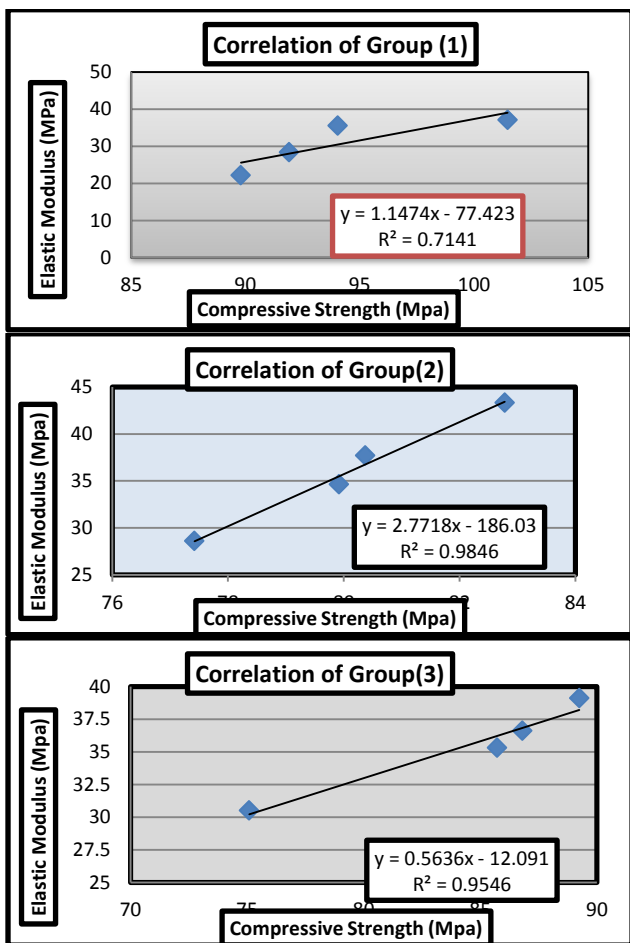 Correlation of Group (1)
Elastic Modulus (MPa)
50
40
30
20
10
0
y = 1.1474x - 77.423
R² = 0.7141
85 90 95 100 105
Compressive Strength (Mpa)
Correlation of Group(2)
Elastic Modulus (Mpa)
45
40
35
30
25
y = 2.7718x - 186.03
R² = 0.9846
76 84
Compressive Strength (Mpa)
Correlation of Group(3)
Elastic Modulus (Mpa)
40
37.5
35
32.5
30
27.5
25
y = 0.5636x - 12.091
R² = 0.9546
70 75 80 85 90
Compressive Strength (Mpa)